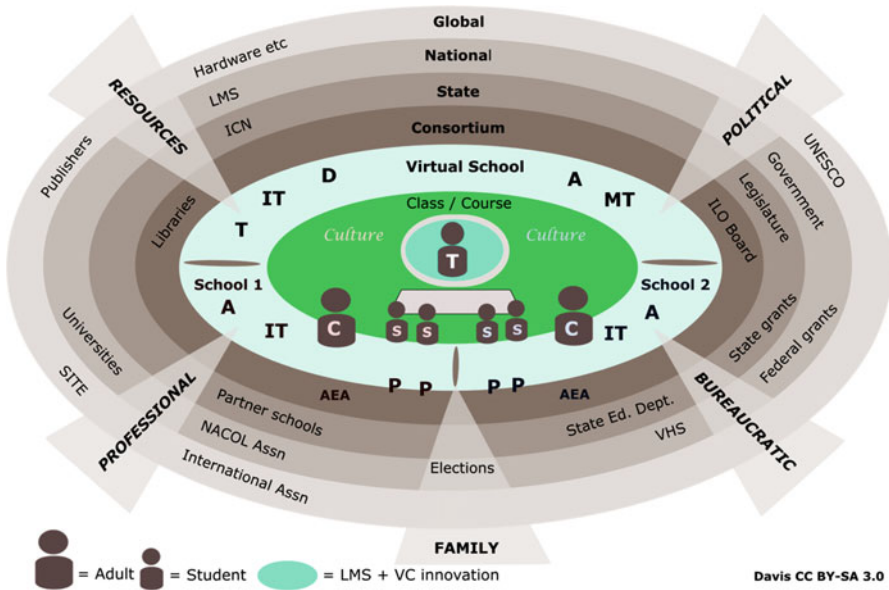 Global
Hardware etc
National
LMS
State
ICN
Consortium
RESOURCES
POLITICAL
Publishers
UNESCO
Government
Legislature
ILO Board
Libraries
Virtual School
D
A
IT
MT
T
Class / Course
Culture
Culture
T
School 1
School 2
A
IT
C
S
S
S
S
C
IT
A
P
P
P
P
AEA
AEA
Universities
SITE
Partner schools
NACOL Assn
International Assn
PROFESSIONAL
State grants
Federal grants
State Ed. Dept.
VHS
BUREAUCRATIC
Elections
FAMILY
= Adult
= Student
= LMS + VC innovation
Davis CC BY-SA 3.0